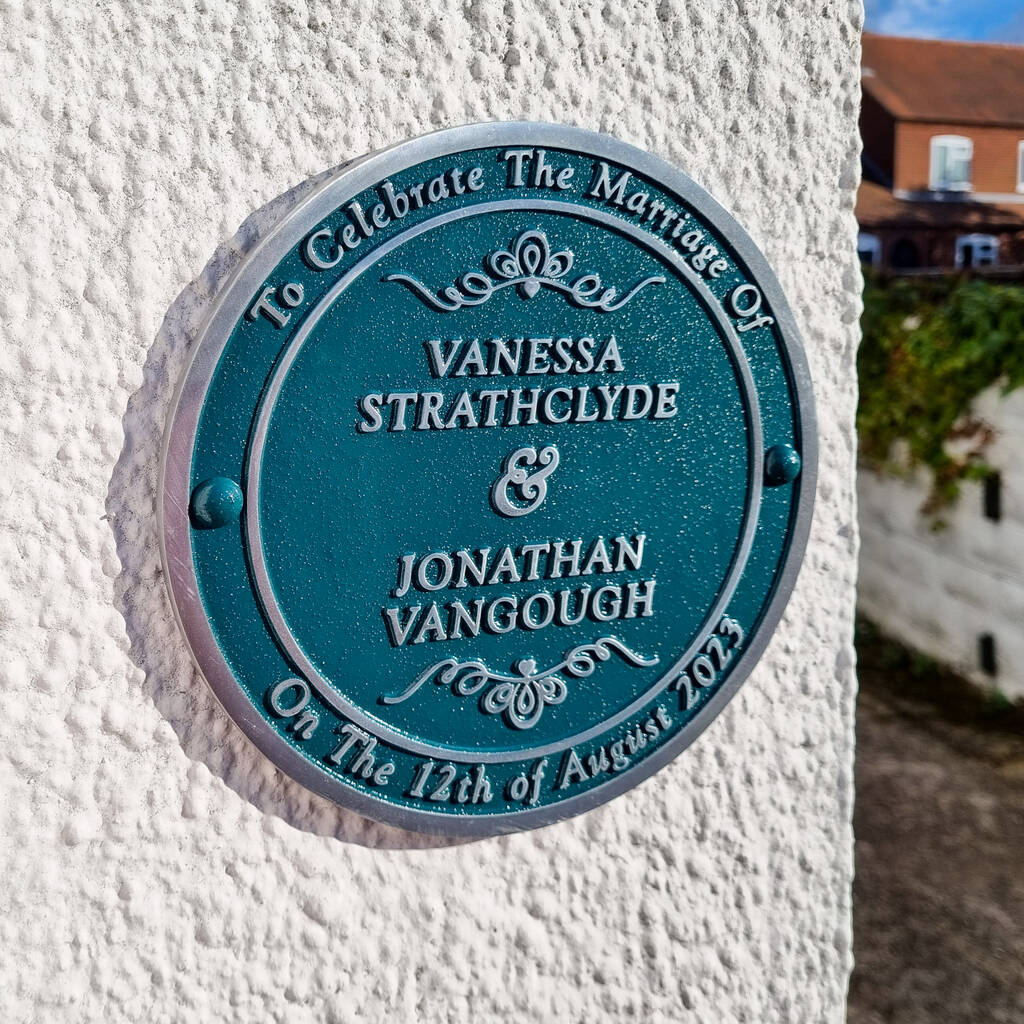 To Celebrate The Marriage Of
VANESSA
STRATHCLYDE
&
JONATHAN
VANGOUGH
On The 12th of August 2023